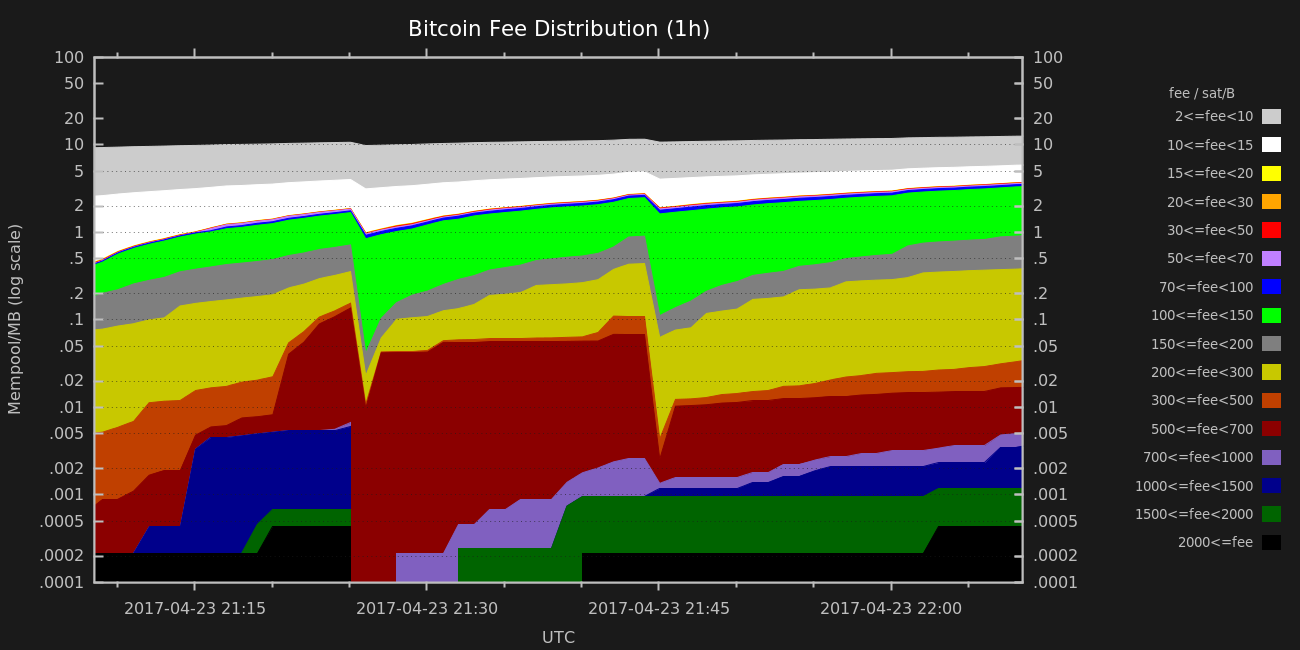 Bitcoin Fee Distribution (1h)
100 100
50 50
20 20
10 10
5 5
2 2
1 1
.5 .5
.2 .2
.1 .1
.05 .05
.02 .02
.01 .01
.005 .005
.002 .002
.001 .001
.0005 .0005
.0002 .0002
.0001 .0001
Mempool/MB (log scale)
2017-04-23 21:15 2017-04-23 21:30 2017-04-23 21:45 2017-04-23 22:00
UTC
fee / sat/B
2<=fee<10
10<=fee<15
15<=fee<20
20<=fee<30
30<=fee<50
50<=fee<70
70<=fee<100
100<=fee<150
150<=fee<200
200<=fee<300
300<=fee<500
500<=fee<700
700<=fee<1000
1000<=fee<1500
1500<=fee<2000
2000<=fee